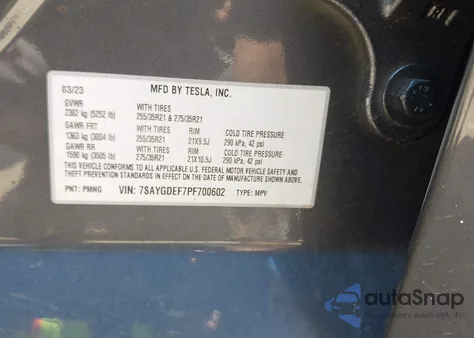 03/23 MFD BY TESLA, INC.
GVWR WITH TIRES
2382 kg (5252 lb) 255/35R21 & 275/35R21
GAWR FRT WITH TIRES RIM COLD TIRE PRESSURE
1363 kg (3004 lb) 255/35R21 21X9.5J 290 kPa, 42 psi
GAWR RR WITH TIRES RIM COLD TIRE PRESSURE
1590 kg (3505 lb) 275/35R21 21X10.5J 290 kPa, 42 psi
THIS VEHICLE CONFORMS TO ALL APPLICABLE U.S. FEDERAL MOTOR VEHICLE SAFETY AND
THEFT PREVENTION STANDARDS IN EFFECT ON THE DATE OF MANUFACTURE SHOWN ABOVE.
PNT: PMNG VIN: 7SAYGDEF7PF700602 TYPE: MPV
autoSnap